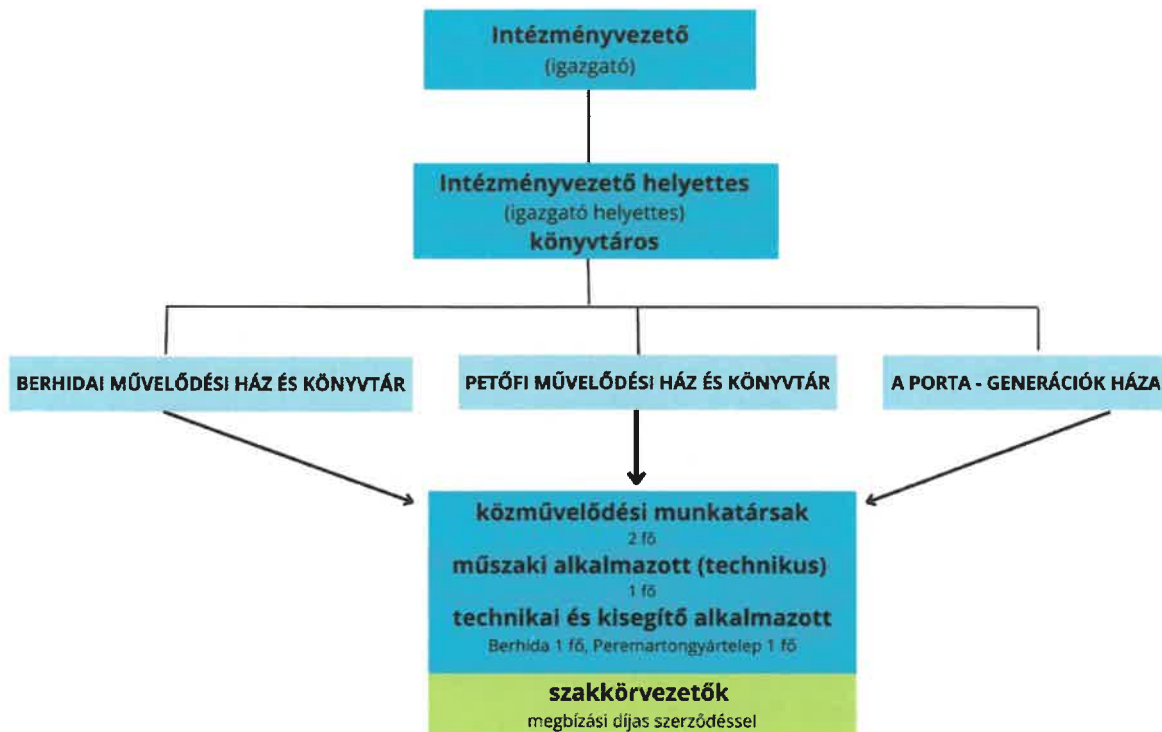 Intézményvezető
(igazgató)
Intézményvezető helyettes
(igazgató helyettes)
könyvtáros
BERHIDAI MŰVELŐDÉSI HÁZ ÉS KÖNYVTÁR
PETŐFI MŰVELŐDÉSI HÁZ ÉS KÖNYVTÁR
A PORTA - GENERÁCIÓK HÁZA
közművelődési munkatársak
2 fő
műszaki alkalmazott (technikus)
1 fő
technikai és kisegítő alkalmazott
Berhida 1 fő, Peremartongyártelep 1 fő
szakkörvezetők
megbízási díjas szerződéssel